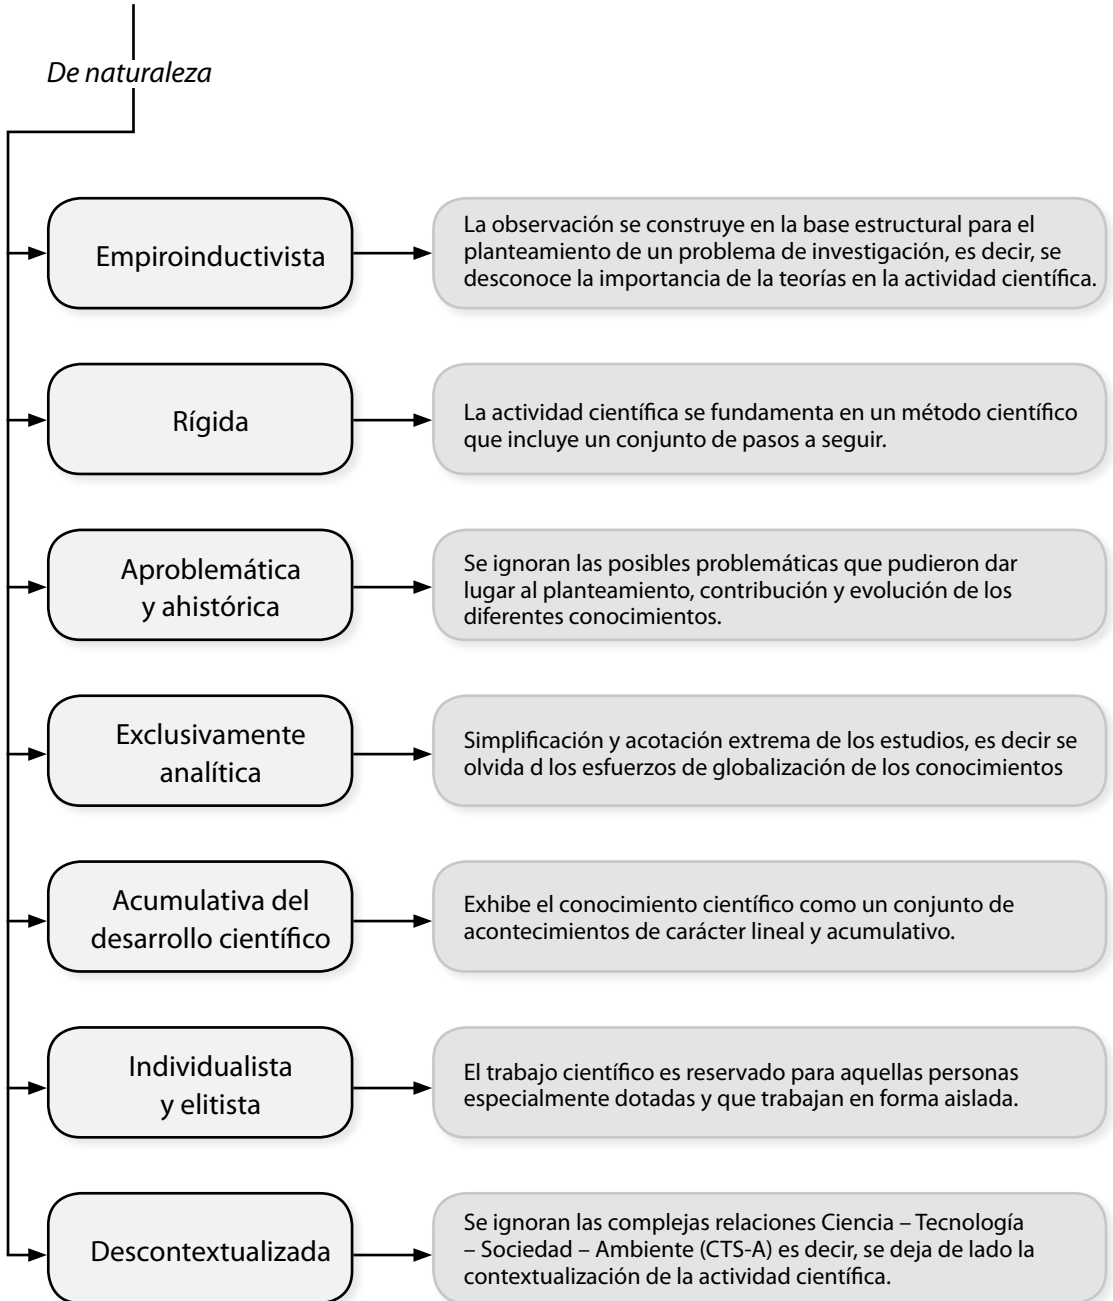 De naturaleza
Empiroinductivista
La observación se construye en la base estructural para el
planteamiento de un problema de investigación, es decir, se
desconoce la importancia de la teorías en la actividad científica.
Rígida
La actividad científica se fundamenta en un método científico
que incluye un conjunto de pasos a seguir.
Aproblemática
y ahistórica
Se ignoran las posibles problemáticas que pudieron dar
lugar al planteamiento, contribución y evolución de los
diferentes conocimientos.
Exclusivamente
analítica
Simplificación y acotación extrema de los estudios, es decir se
olvida d los esfuerzos de globalización de los conocimientos
Acumulativa del
desarrollo científico
Exhibe el conocimiento científico como un conjunto de
acontecimientos de carácter lineal y acumulativo.
Individualista
y elitista
El trabajo científico es reservado para aquellas personas
especialmente dotadas y que trabajan en forma aislada.
Descontextualizada
Se ignoran las complejas relaciones Ciencia – Tecnología
– Sociedad – Ambiente (CTS-A) es decir, se deja de lado la
contextualización de la actividad científica.